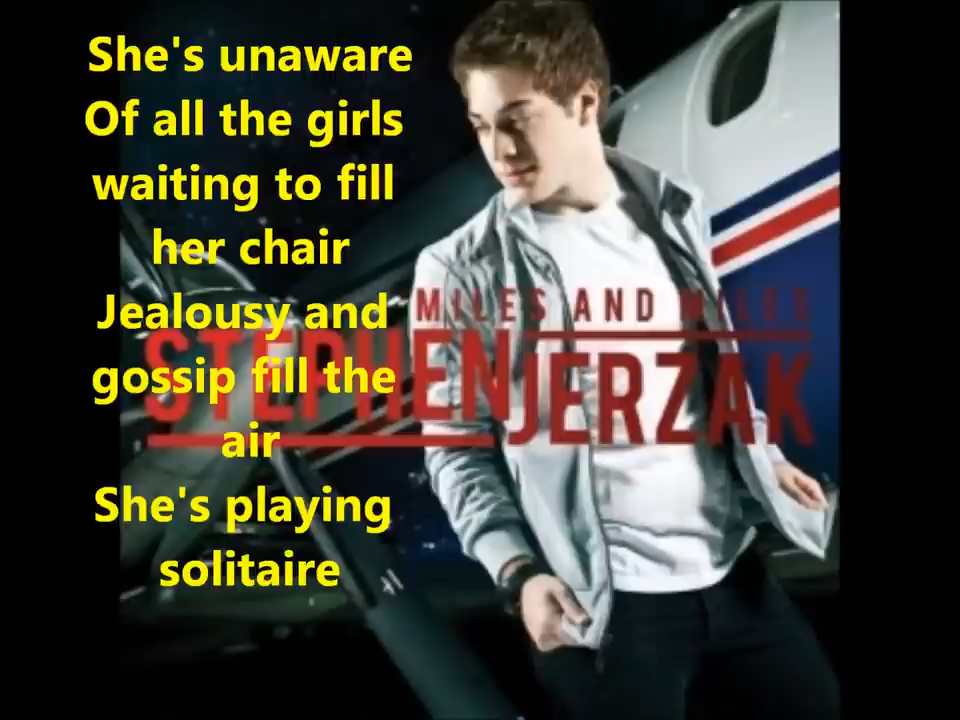 She's unaware
Of all the girls
waiting to fill
her chair
Jealousy and
gossip fill the
air
She's playing
solitaire
MILES AND MILES
STEPHEN JERZAK